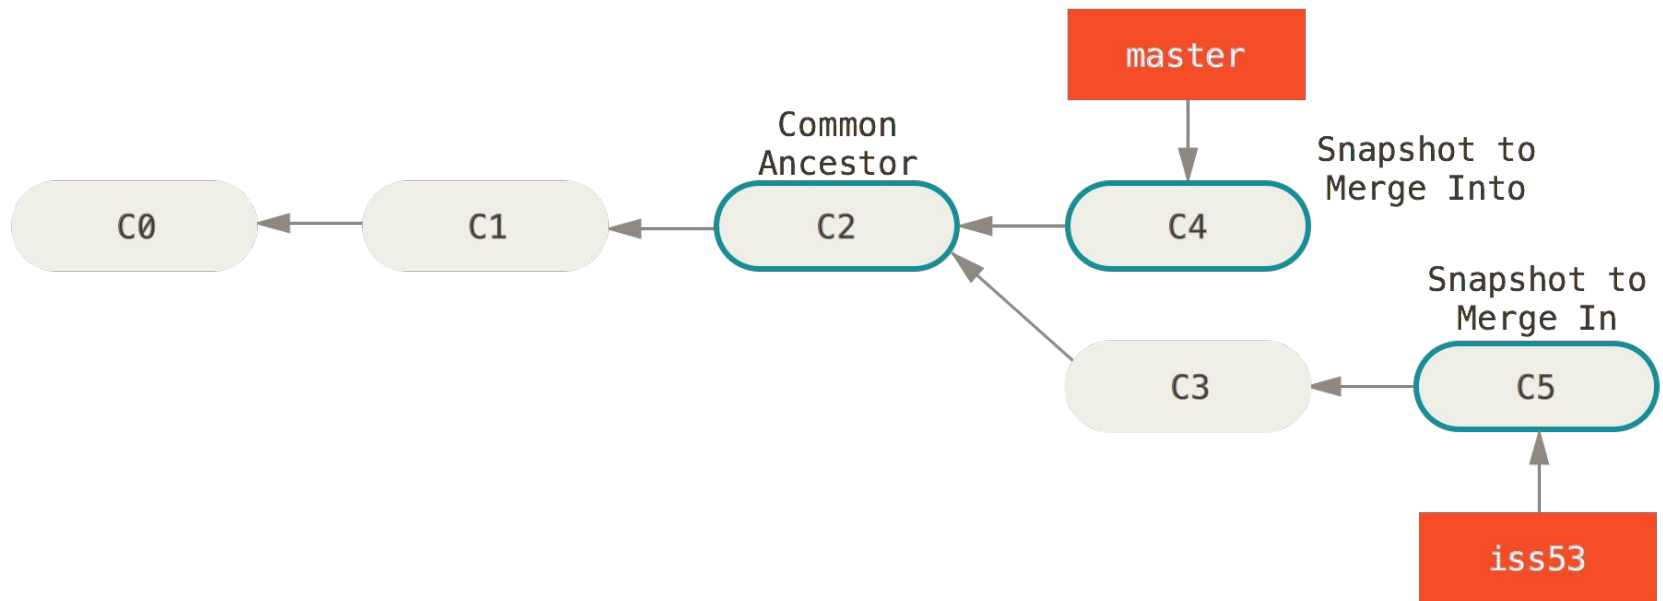 master
Common
Ancestor
Snapshot to
Merge Into
C0
C1
C2
C4
Snapshot to
Merge In
C3
C5
iss53